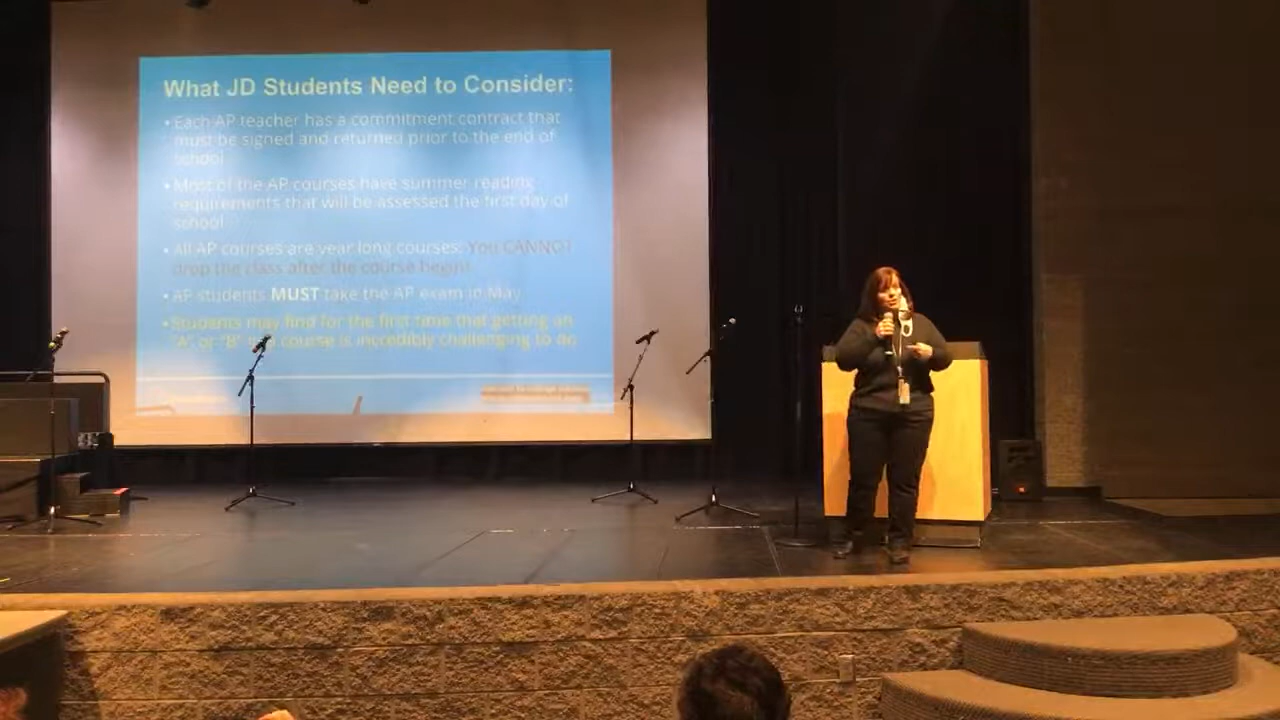 What JD Students Need to Consider:
• Each AP teacher has a commitment contract that
must be signed and returned prior to the end of
school
• Most of the AP courses have summer reading
requirements that will be assessed the first day of
school
• All AP courses are year long courses. You CANNOT
drop the class after the course begins
• AP students MUST take the AP exam in May
• Students may find for the first time that getting an
"A" or "B" in a course is incredibly challenging to do